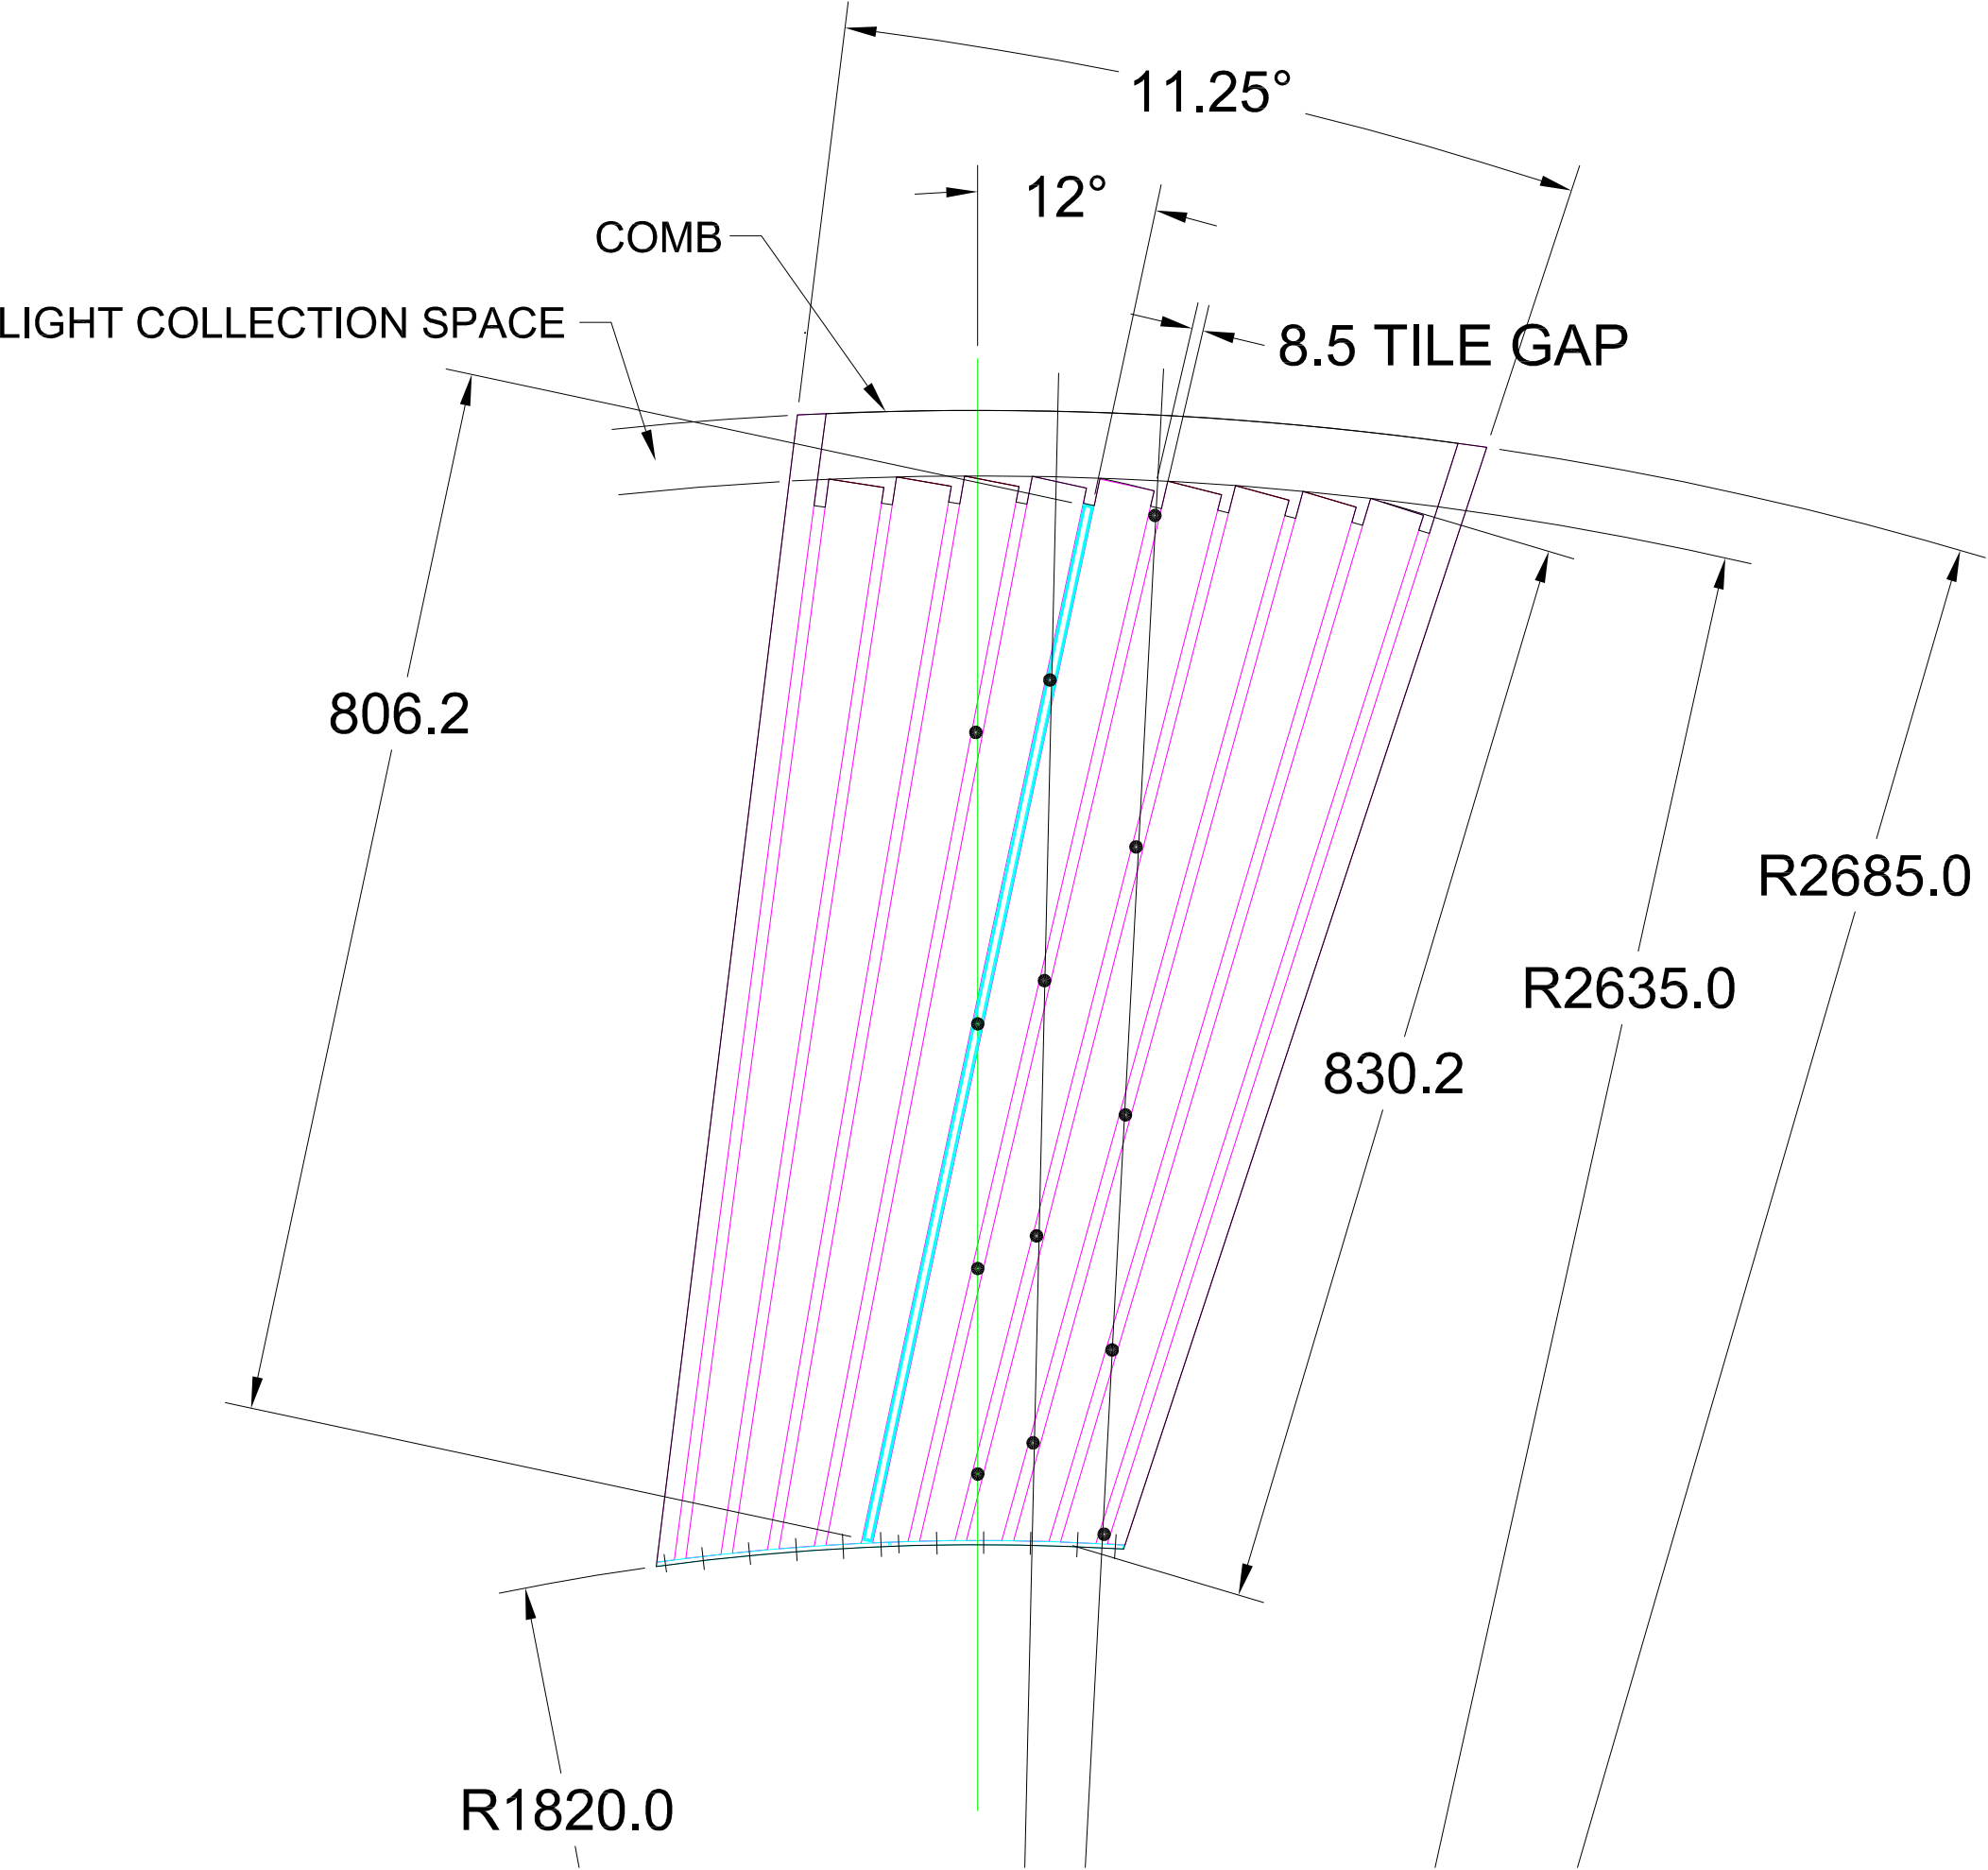 11.25°
12°
COMB
LIGHT COLLECTION SPACE
8.5 TILE GAP
806.2
R2685.0
R2635.0
830.2
R1820.0